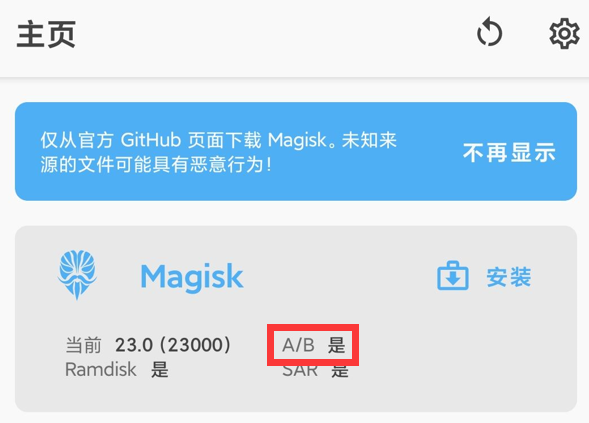 主页
仅从官方 GitHub 页面下载 Magisk。未知来
源的文件可能具有恶意行为！
不再显示
Magisk
安装
当前 23.0 (23000)
A/B 是
Ramdisk 是
SAR 是